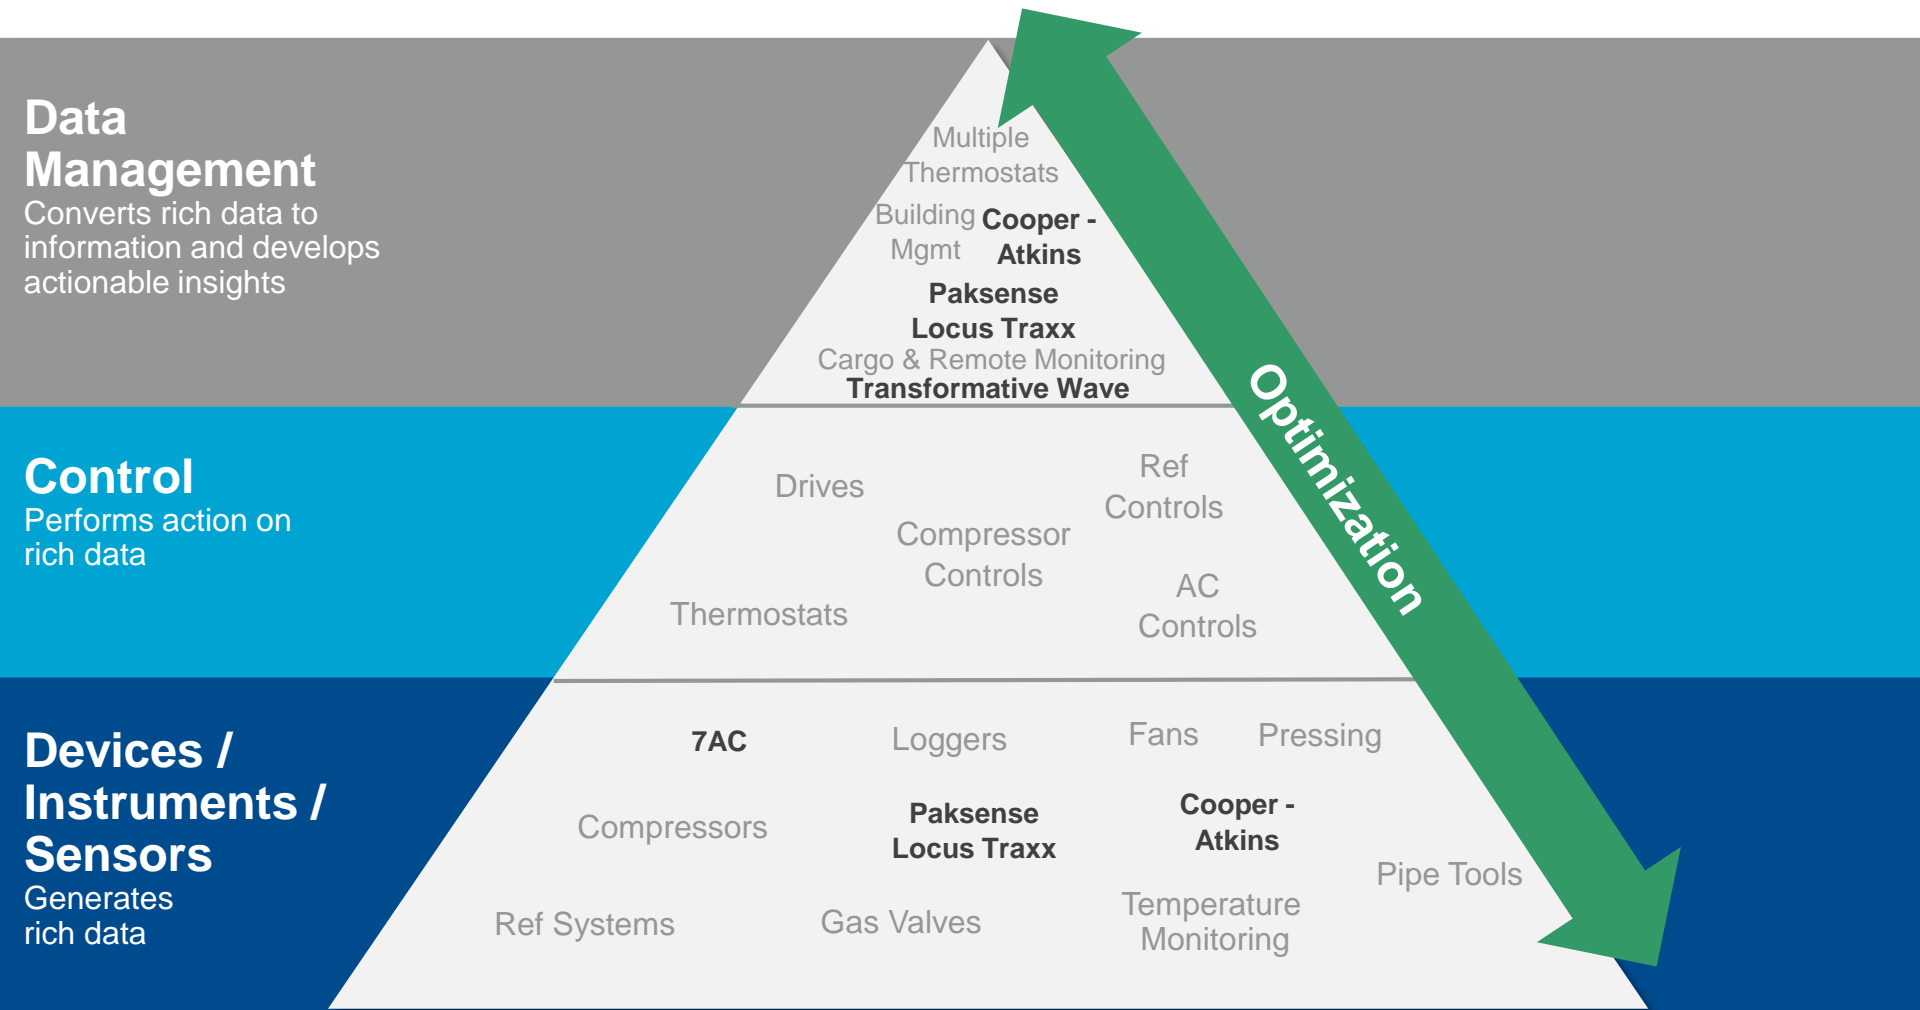 Data
Management
Converts rich data to
information and develops
actionable insights
Multiple
Thermostats
Building
Mgmt
Cooper -
Atkins
Paksense
Locus Traxx
Cargo & Remote Monitoring
Transformative Wave
Optimization
Control
Performs action on
rich data
Drives
Ref
Controls
Compressor
Controls
Thermostats
AC
Controls
Devices /
Instruments /
Sensors
Generates
rich data
7AC
Loggers
Fans
Pressing
Compressors
Paksense
Locus Traxx
Cooper -
Atkins
Pipe Tools
Ref Systems
Gas Valves
Temperature
Monitoring